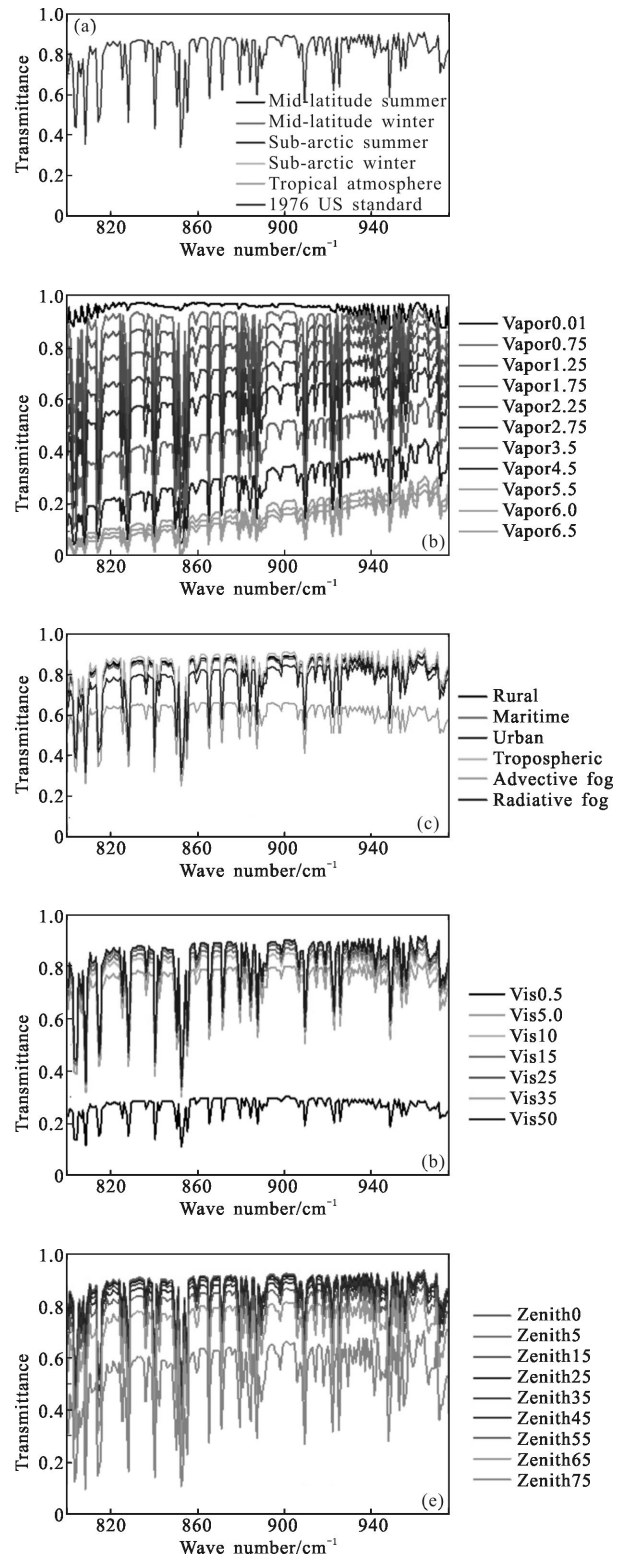 (a)
1.0
0.8
0.6
0.4
0.2
0
Transmittance
Mid-latitude summer
Mid-latitude winter
Sub-arctic summer
Sub-arctic winter
Tropical atmosphere
1976 US standard
820 860 900 940
Wave number/cm⁻¹
1.0
0.8
0.6
0.4
0.2
0
Transmittance
Vapor0.01
Vapor0.75
Vapor1.25
Vapor1.75
Vapor2.25
Vapor2.75
Vapor3.5
Vapor4.5
Vapor5.5
Vapor6.0
Vapor6.5
(b)
820 860 900 940
Wave number/cm⁻¹
1.0
0.8
0.6
0.4
0.2
0
Transmittance
Rural
Maritime
Urban
Tropospheric
Advective fog
Radiative fog
(c)
820 860 900 940
Wave number/cm⁻¹
1.0
0.8
0.6
0.4
0.2
0
Transmittance
Vis0.5
Vis5.0
Vis10
Vis15
Vis25
Vis35
Vis50
(b)
820 860 900 940
Wave number/cm⁻¹
1.0
0.8
0.6
0.4
0.2
0
Transmittance
Zenith0
Zenith5
Zenith15
Zenith25
Zenith35
Zenith45
Zenith55
Zenith65
Zenith75
(e)
820 860 900 940
Wave number/cm⁻¹